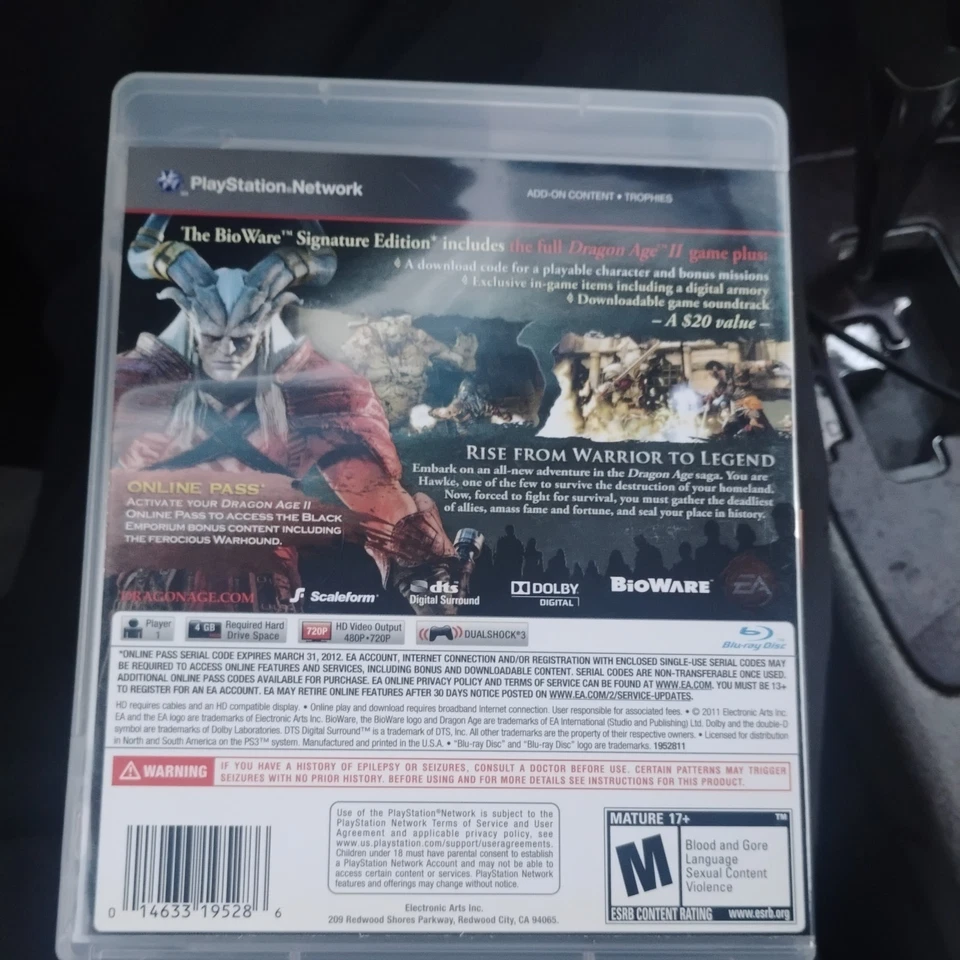 PlayStation®Network
ADD-ON CONTENT • TROPHIES
The BioWare™ Signature Edition* includes the full Dragon Age™ II game plus:
◊ A download code for a playable character and bonus missions
◊ Exclusive in-game items including a digital armory
◊ Downloadable game soundtrack
– A $20 value –
RISE FROM WARRIOR TO LEGEND
Embark on an all-new adventure in the Dragon Age saga. You are
Hawke, one of the few to survive the destruction of your homeland.
Now, forced to fight for survival, you must gather the deadliest
of allies, amass fame and fortune, and seal your place in history.
ONLINE PASS*
ACTIVATE YOUR DRAGON AGE II
ONLINE PASS TO ACCESS THE BLACK
EMPORIUM BONUS CONTENT INCLUDING
THE FEROCIOUS WARHOUND.
DRAGONAGE.COM
Scaleform®
dts
Digital Surround
DOLBY
DIGITAL
BIOWARE™
EA
Player
1
4 GB
Required Hard
Drive Space
720P
HD Video Output
480P•720P
DUALSHOCK®3
Blu-ray Disc
*ONLINE PASS SERIAL CODE EXPIRES MARCH 31, 2012. EA ACCOUNT, INTERNET CONNECTION AND/OR REGISTRATION WITH ENCLOSED SINGLE-USE SERIAL CODES MAY
BE REQUIRED TO ACCESS ONLINE FEATURES AND SERVICES, INCLUDING BONUS AND DOWNLOADABLE CONTENT. SERIAL CODES ARE NON-TRANSFERABLE ONCE USED.
ADDITIONAL ONLINE PASS CODES AVAILABLE FOR PURCHASE. EA ONLINE PRIVACY POLICY AND TERMS OF SERVICE CAN BE FOUND AT WWW.EA.COM. YOU MUST BE 13+
TO REGISTER FOR AN EA ACCOUNT. EA MAY RETIRE ONLINE FEATURES AFTER 30 DAYS NOTICE POSTED ON WWW.EA.COM/2/SERVICE-UPDATES.
HD requires cables and an HD compatible display. • Online play and download requires broadband Internet connection. User responsible for associated fees. • © 2011 Electronic Arts Inc.
EA and the EA logo are trademarks of Electronic Arts Inc. BioWare, the BioWare logo and Dragon Age are trademarks of EA International (Studio and Publishing) Ltd. Dolby and the double-D
symbol are trademarks of Dolby Laboratories. DTS Digital Surround™ is a trademark of DTS, Inc. All other trademarks are the property of their respective owners. • Licensed for distribution
in North and South America on the PS3™ system. Manufactured and printed in the U.S.A. • "Blu-ray Disc" and "Blu-ray Disc" logo are trademarks. 1952811
WARNING
IF YOU HAVE A HISTORY OF EPILEPSY OR SEIZURES, CONSULT A DOCTOR BEFORE USE. CERTAIN PATTERNS MAY TRIGGER
SEIZURES WITH NO PRIOR HISTORY. BEFORE USING AND FOR MORE DETAILS SEE INSTRUCTIONS FOR THIS PRODUCT.
Use of the PlayStation®Network is subject to the
PlayStation Network Terms of Service and User
Agreement and applicable privacy policy, see
www.us.playstation.com/support/useragreements.
Children under 18 must have parental consent to establish
a PlayStation Network Account and may not be able to
access certain content or services. PlayStation Network
features and offerings may change without notice.
Electronic Arts Inc.
209 Redwood Shores Parkway, Redwood City, CA 94065.
0 14633 19528 6
MATURE 17+ ™
M
Blood and Gore
Language
Sexual Content
Violence
ESRB CONTENT RATING www.esrb.org